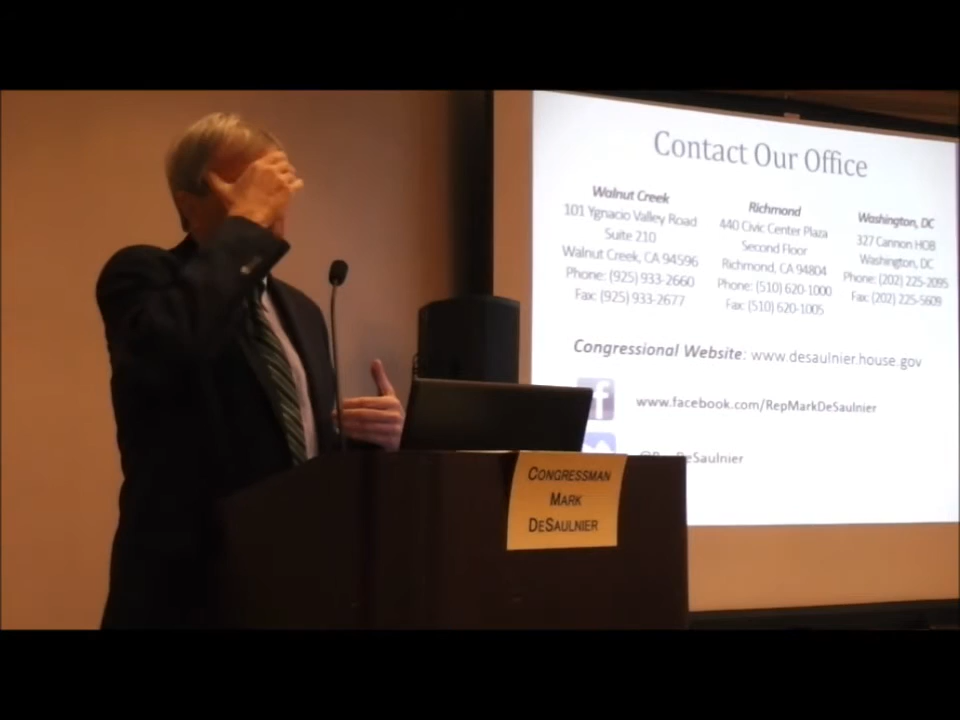 Contact Our Office
Walnut Creek
101 Ygnacio Valley Road
Suite 210
Walnut Creek, CA 94596
Phone: (925) 933-2660
Fax: (925) 933-2677
Richmond
440 Civic Center Plaza
Second Floor
Richmond, CA 94804
Phone: (510) 620-1000
Fax: (510) 620-1005
Washington, DC
327 Cannon HOB
Washington, DC
Phone: (202) 225-2095
Fax: (202) 225-5609
Congressional Website: www.desaulnier.house.gov
f
www.facebook.com/RepMarkDeSaulnier
@RepDeSaulnier
CONGRESSMAN
MARK
DESAULNIER